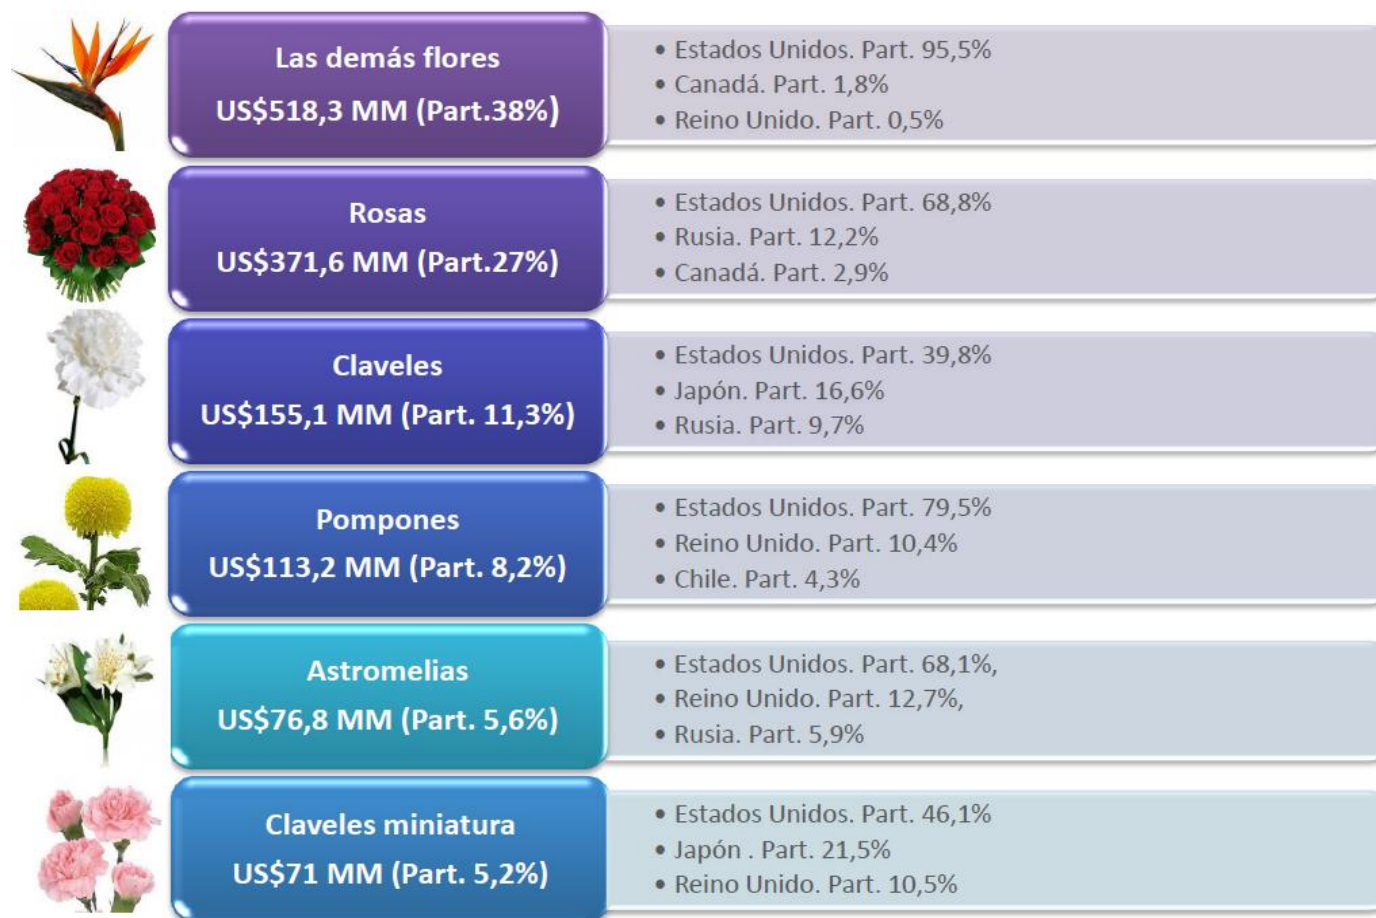 Las demás flores
US$518,3 MM (Part.38%)
• Estados Unidos. Part. 95,5%
• Canadá. Part. 1,8%
• Reino Unido. Part. 0,5%
Rosas
US$371,6 MM (Part.27%)
• Estados Unidos. Part. 68,8%
• Rusia. Part. 12,2%
• Canadá. Part. 2,9%
Claveles
US$155,1 MM (Part. 11,3%)
• Estados Unidos. Part. 39,8%
• Japón. Part. 16,6%
• Rusia. Part. 9,7%
Pompones
US$113,2 MM (Part. 8,2%)
• Estados Unidos. Part. 79,5%
• Reino Unido. Part. 10,4%
• Chile. Part. 4,3%
Astromelias
US$76,8 MM (Part. 5,6%)
• Estados Unidos. Part. 68,1%,
• Reino Unido. Part. 12,7%,
• Rusia. Part. 5,9%
Claveles miniatura
US$71 MM (Part. 5,2%)
• Estados Unidos. Part. 46,1%
• Japón . Part. 21,5%
• Reino Unido. Part. 10,5%